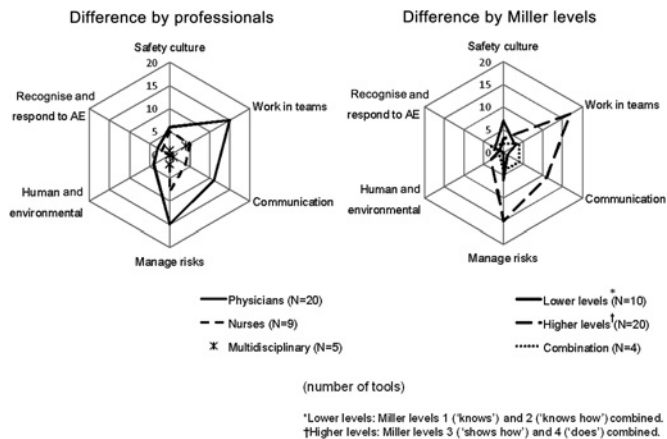 Difference by professionals
Difference by Miller levels
Safety culture
20
15
10
5
0
Recognise and
respond to AE
Work in teams
Human and
environmental
Communication
Manage risks
Safety culture
20
15
10
5
0
Recognise and
respond to AE
Work in teams
Human and
environmental
Communication
Manage risks
Physicians (N=20)
Nurses (N=9)
Multidisciplinary (N=5)
Lower levels* (N=10)
Higher levels† (N=20)
Combination (N=4)
(number of tools)
*Lower levels: Miller levels 1 ('knows') and 2 ('knows how') combined.
†Higher levels: Miller levels 3 ('shows how') and 4 ('does') combined.